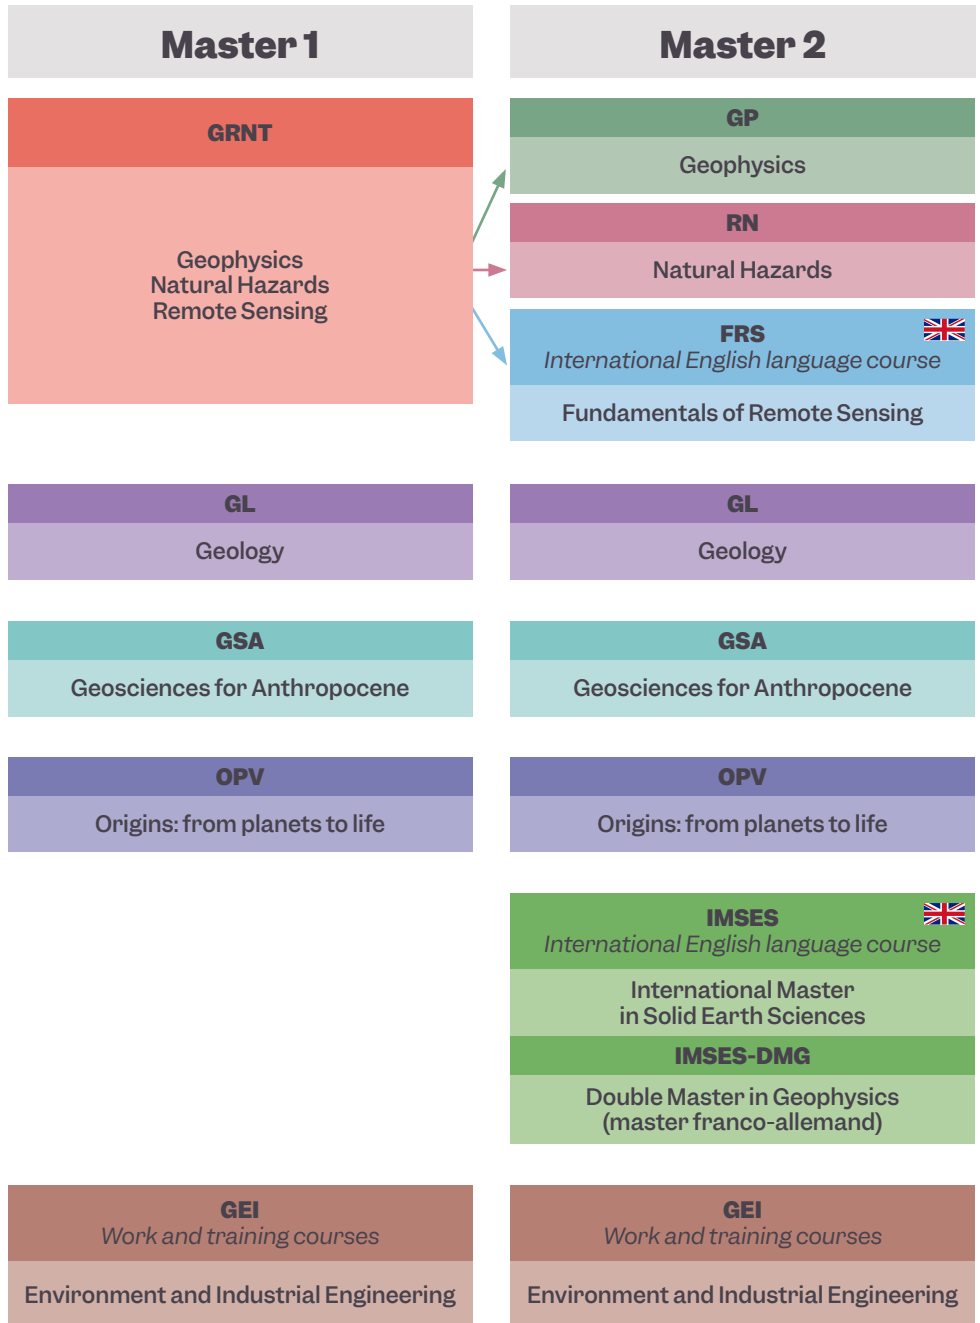 Master 1
Master 2
GRNT
Geophysics
Natural Hazards
Remote Sensing
GP
Geophysics
RN
Natural Hazards
FRS
International English language course
Fundamentals of Remote Sensing
GL
Geology
GL
Geology
GSA
Geosciences for Anthropocene
GSA
Geosciences for Anthropocene
OPV
Origins: from planets to life
OPV
Origins: from planets to life
IMSES
International English language course
International Master
in Solid Earth Sciences
IMSES-DMG
Double Master in Geophysics
(master franco-allemand)
GEI
Work and training courses
Environment and Industrial Engineering
GEI
Work and training courses
Environment and Industrial Engineering